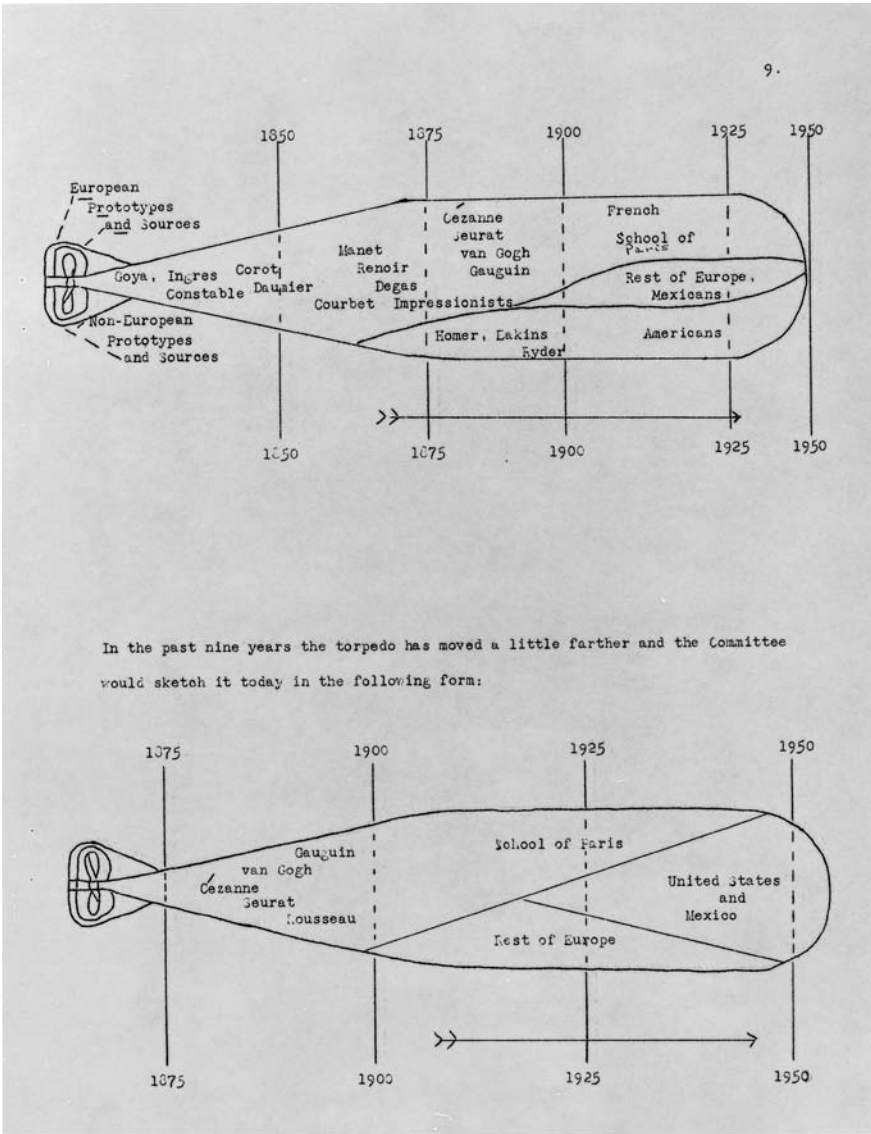 9.
1850 1875 1900 1925 1950
European
Prototypes
and Sources
Goya, Ingres
Constable
Corot
Daumier
Manet
Renoir
Degas
Courbet Impressionists
Cézanne
Seurat
van Gogh
Gauguin
French
School of
Paris
Rest of Europe,
Mexicans
Homer, Eakins
Ryder
Americans
Non-European
Prototypes
and Sources
1850 1875 1900 1925 1950
In the past nine years the torpedo has moved a little farther and the Committee
would sketch it today in the following form:
1875 1900 1925 1950
Gauguin
van Gogh
Cézanne
Seurat
Rousseau
School of Paris
United States
and
Mexico
Rest of Europe
1875 1900 1925 1950